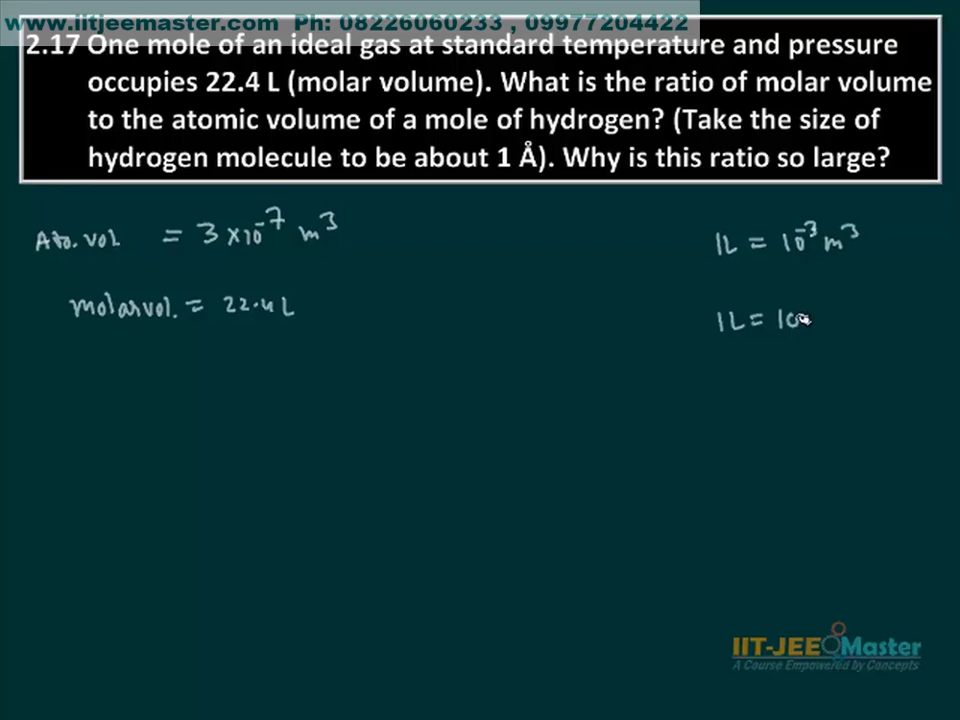 www.iitjeemaster.com Ph: 08226060233 , 09977204422
2.17 One mole of an ideal gas at standard temperature and pressure
occupies 22.4 L (molar volume). What is the ratio of molar volume
to the atomic volume of a mole of hydrogen? (Take the size of
hydrogen molecule to be about 1 Å). Why is this ratio so large?
Ato. vol = 3 × 10⁻⁷ m³
1L = 10⁻³ m³
molar vol. = 22.4 L
1L = 10
IIT-JEE Master
A Course Empowered by Concepts